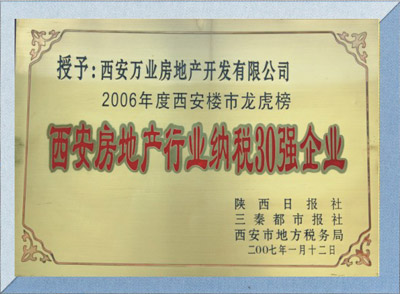 授予：西安万业房地产开发有限公司
2006年度西安楼市龙虎榜
西安房地产行业纳税30强企业
陕西日报社
三秦都市报社
西安市地方税务局
二〇〇七年一月十二日